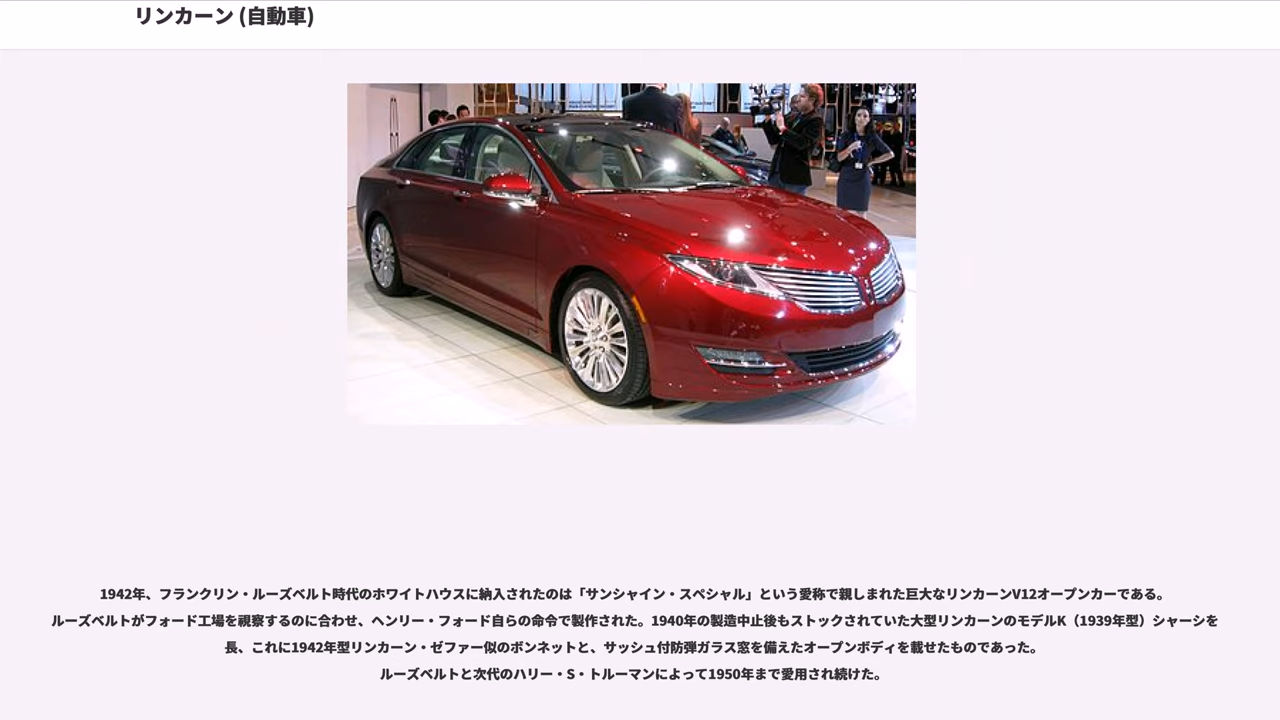 リンカーン (自動車)
1942年、フランクリン・ルーズベルト時代のホワイトハウスに納入されたのは「サンシャイン・スペシャル」という愛称で親しまれた巨大なリンカーンV12オープンカーである。
ルーズベルトがフォード工場を視察するのに合わせ、ヘンリー・フォード自らの命令で製作された。1940年の製造中止後もストックされていた大型リンカーンのモデルK（1939年型）シャーシを
長、これに1942年型リンカーン・ゼファー似のボンネットと、サッシュ付防弾ガラス窓を備えたオープンボディを載せたものであった。
ルーズベルトと次代のハリー・S・トルーマンによって1950年まで愛用され続けた。